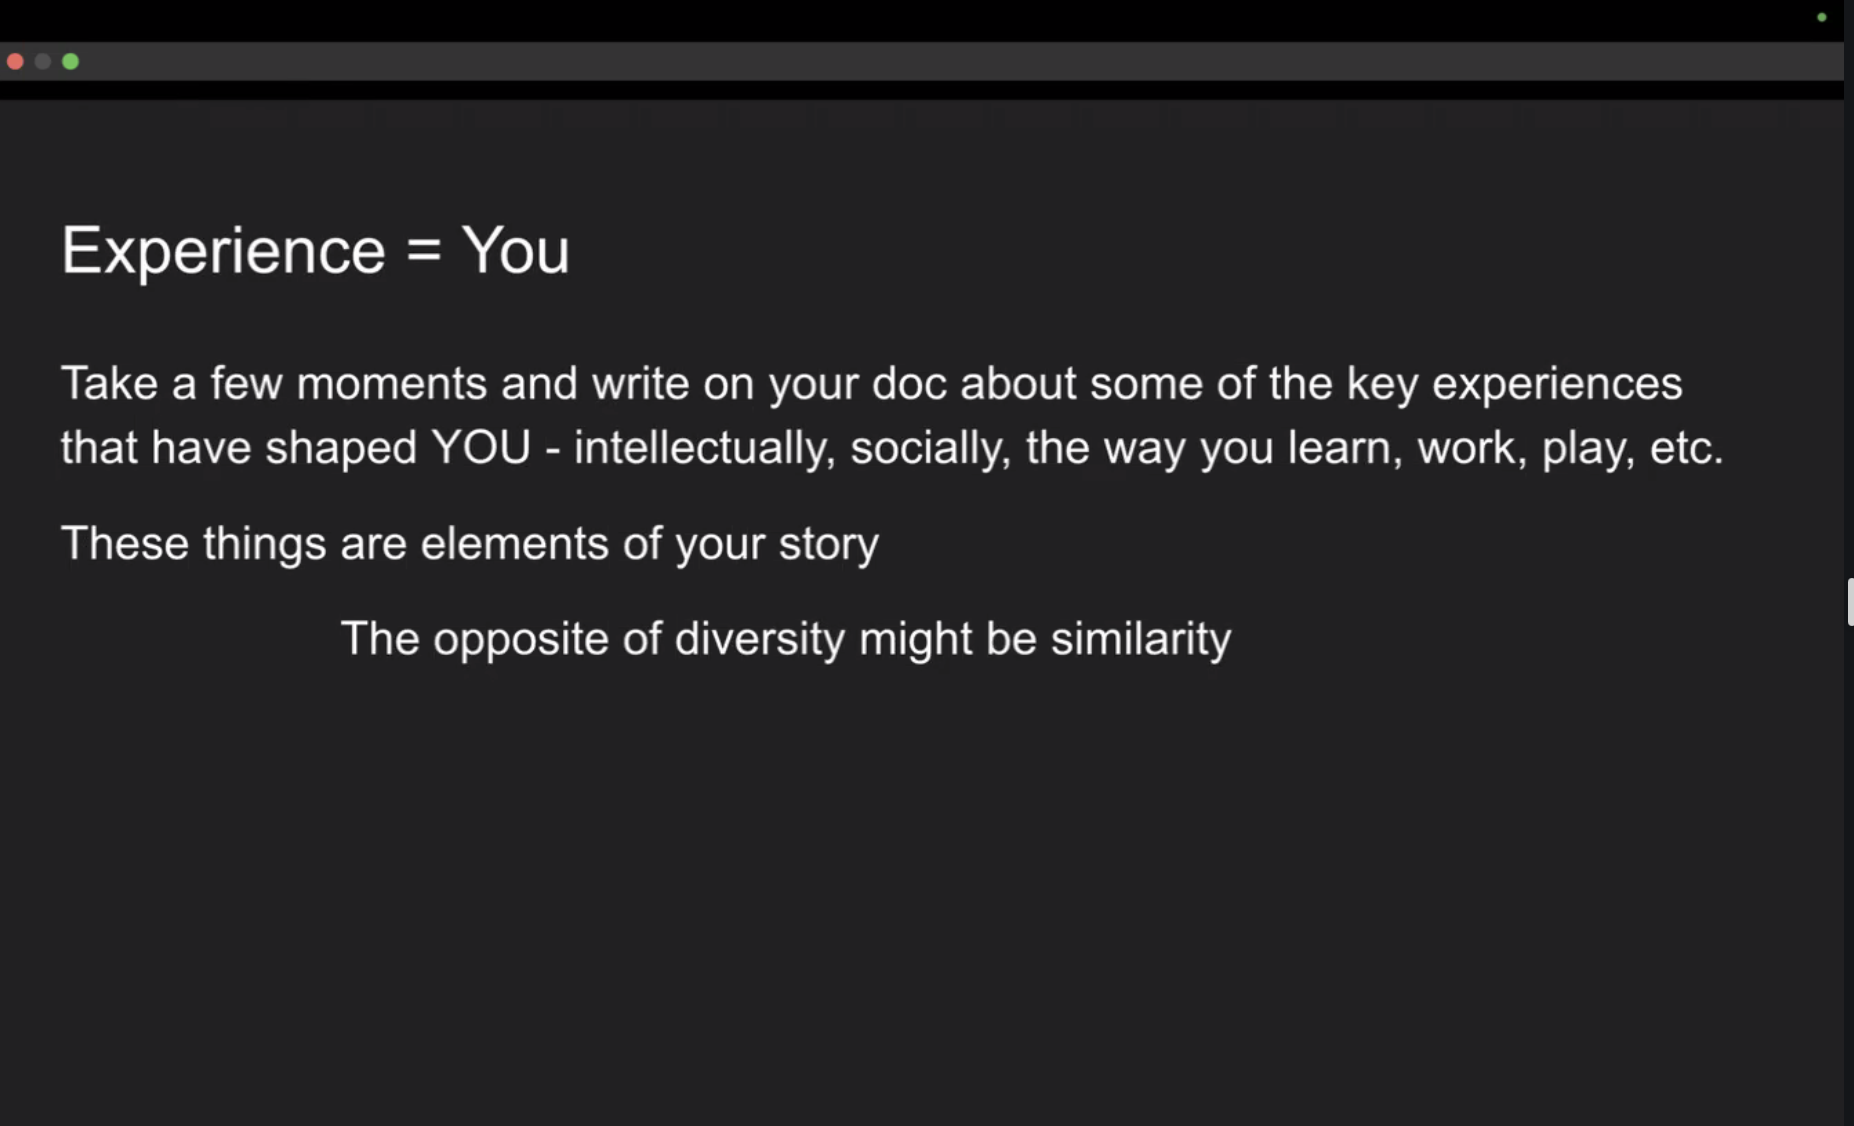 Experience = You
Take a few moments and write on your doc about some of the key experiences
that have shaped YOU - intellectually, socially, the way you learn, work, play, etc.
These things are elements of your story
The opposite of diversity might be similarity